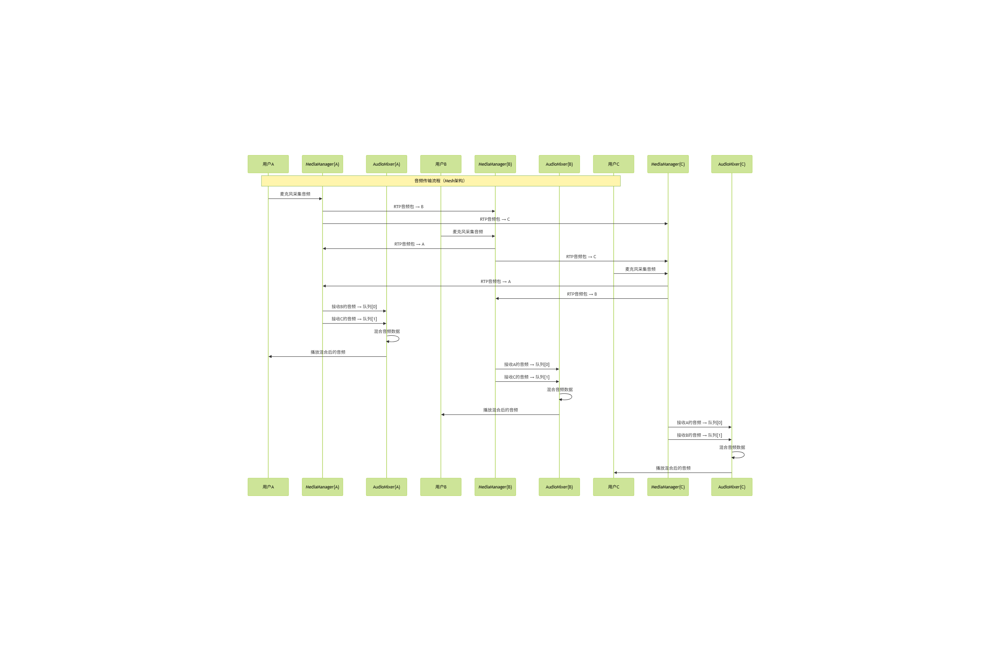 用户A
MediaManager(A)
AudioMixer(A)
用户B
MediaManager(B)
AudioMixer(B)
用户C
MediaManager(C)
AudioMixer(C)
音频传输流程（Mesh架构）
麦克风采集音频
RTP音频包 → B
RTP音频包 → C
麦克风采集音频
RTP音频包 → A
RTP音频包 → C
麦克风采集音频
RTP音频包 → A
RTP音频包 → B
接收B的音频 → 队列[0]
接收C的音频 → 队列[1]
混合音频数据
播放混合后的音频
接收A的音频 → 队列[0]
接收C的音频 → 队列[1]
混合音频数据
播放混合后的音频
接收A的音频 → 队列[0]
接收B的音频 → 队列[1]
混合音频数据
播放混合后的音频
用户A
MediaManager(A)
AudioMixer(A)
用户B
MediaManager(B)
AudioMixer(B)
用户C
MediaManager(C)
AudioMixer(C)